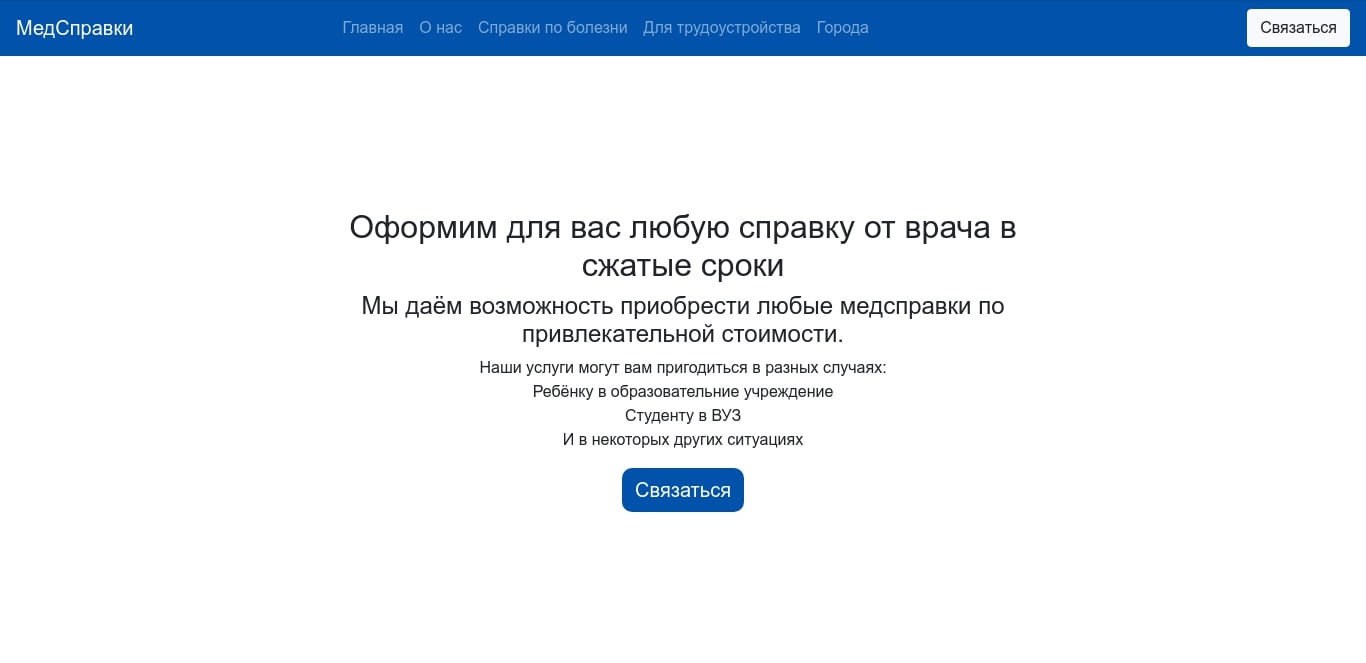 МедСправки
Главная
О нас
Справки по болезни
Для трудоустройства
Города
Связаться
Оформим для вас любую справку от врача в
сжатые сроки
Мы даём возможность приобрести любые медсправки по
привлекательной стоимости.
Наши услуги могут вам пригодиться в разных случаях:
Ребёнку в образовательние учреждение
Студенту в ВУЗ
И в некоторых других ситуациях
Связаться